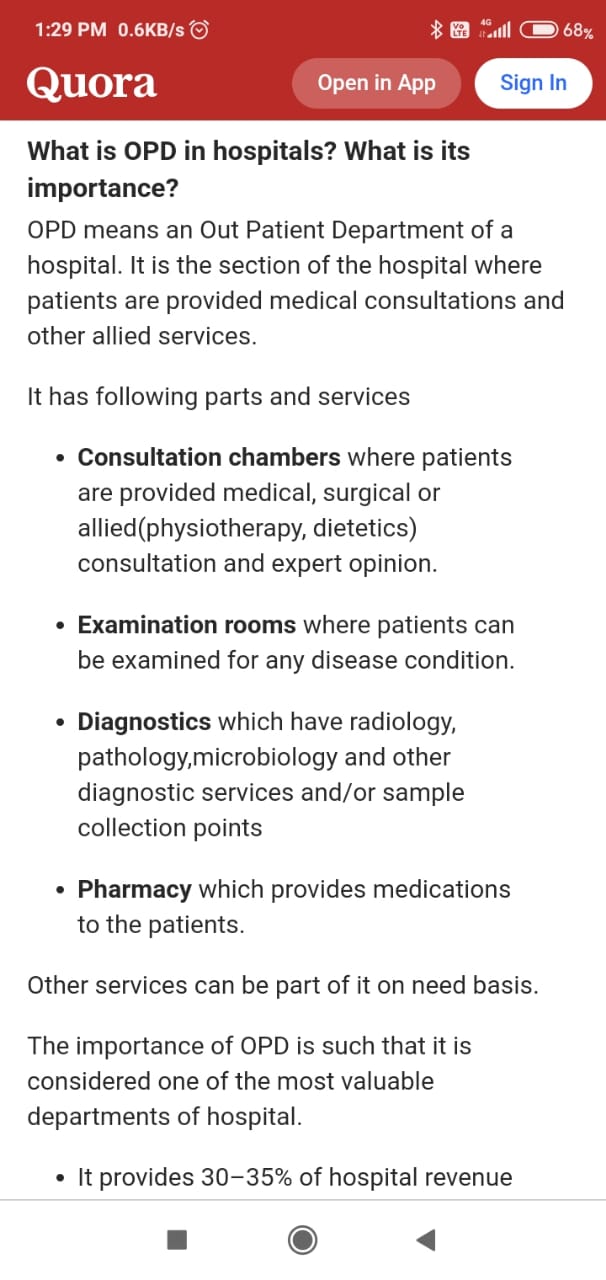 1:29 PM 0.6KB/s
Vo LTE 4G 68%
Quora Open in App Sign In
What is OPD in hospitals? What is its
importance?
OPD means an Out Patient Department of a
hospital. It is the section of the hospital where
patients are provided medical consultations and
other allied services.
It has following parts and services
• Consultation chambers where patients
are provided medical, surgical or
allied(physiotherapy, dietetics)
consultation and expert opinion.
• Examination rooms where patients can
be examined for any disease condition.
• Diagnostics which have radiology,
pathology,microbiology and other
diagnostic services and/or sample
collection points
• Pharmacy which provides medications
to the patients.
Other services can be part of it on need basis.
The importance of OPD is such that it is
considered one of the most valuable
departments of hospital.
• It provides 30–35% of hospital revenue